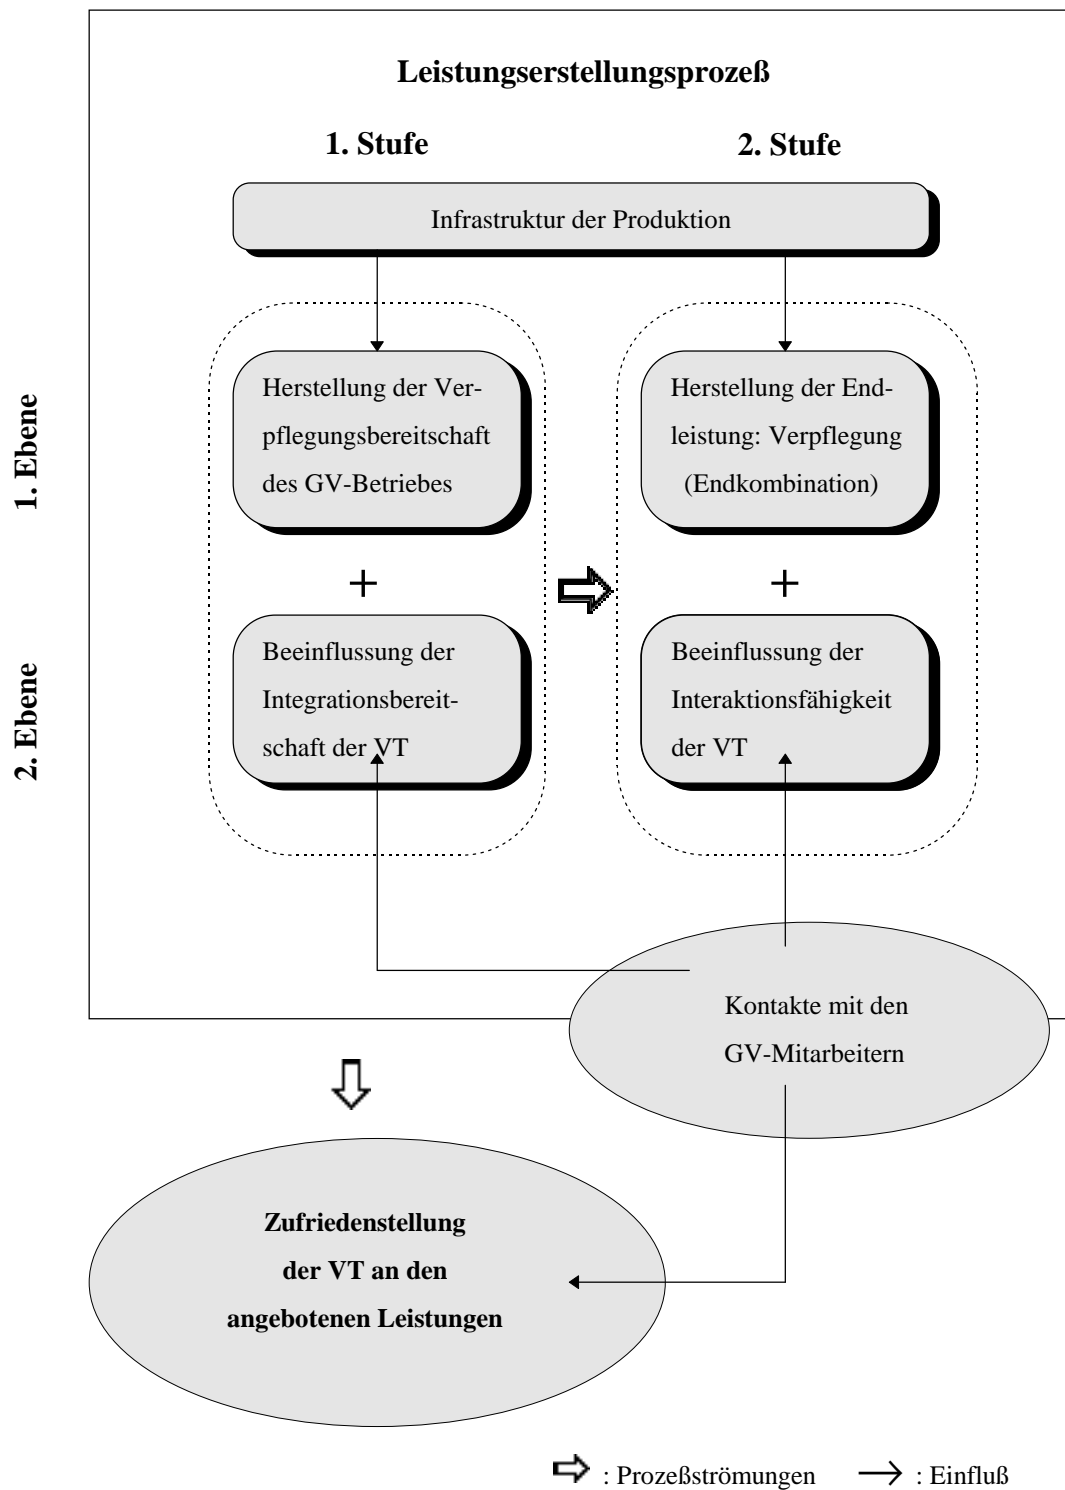 Leistungserstellungsprozeß
1. Stufe
2. Stufe
Infrastruktur der Produktion
1. Ebene
Herstellung der Ver-
pflegungsbereitschaft
des GV-Betriebes
Herstellung der End-
leistung: Verpflegung
(Endkombination)
+
+
2. Ebene
Beeinflussung der
Integrationsbereit-
schaft der VT
Beeinflussung der
Interaktionsfähigkeit
der VT
Kontakte mit den
GV-Mitarbeitern
Zufriedenstellung
der VT an den
angebotenen Leistungen
: Prozeßströmungen
: Einfluß